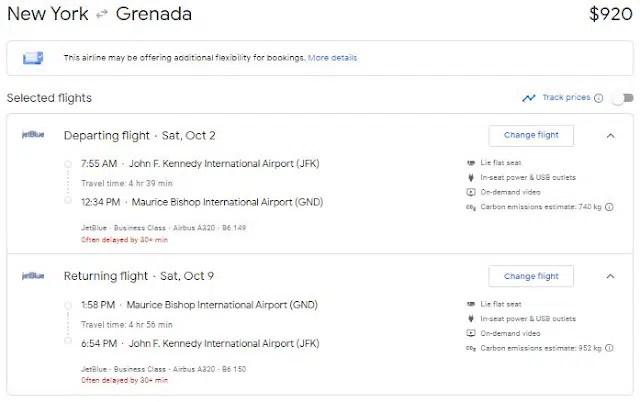 New York Grenada $920
This airline may be offering additional flexibility for bookings. More details
Selected flights Track prices
jetBlue Departing flight · Sat, Oct 2 Change flight
7:55 AM · John F. Kennedy International Airport (JFK)
Travel time: 4 hr 39 min
12:34 PM · Maurice Bishop International Airport (GND)
JetBlue · Business Class · Airbus A320 · B6 149
Often delayed by 30+ min
Lie flat seat
In-seat power & USB outlets
On-demand video
CO2 Carbon emissions estimate: 740 kg
jetBlue Returning flight · Sat, Oct 9 Change flight
1:58 PM · Maurice Bishop International Airport (GND)
Travel time: 4 hr 56 min
6:54 PM · John F. Kennedy International Airport (JFK)
JetBlue · Business Class · Airbus A320 · B6 150
Often delayed by 30+ min
Lie flat seat
In-seat power & USB outlets
On-demand video
CO2 Carbon emissions estimate: 952 kg